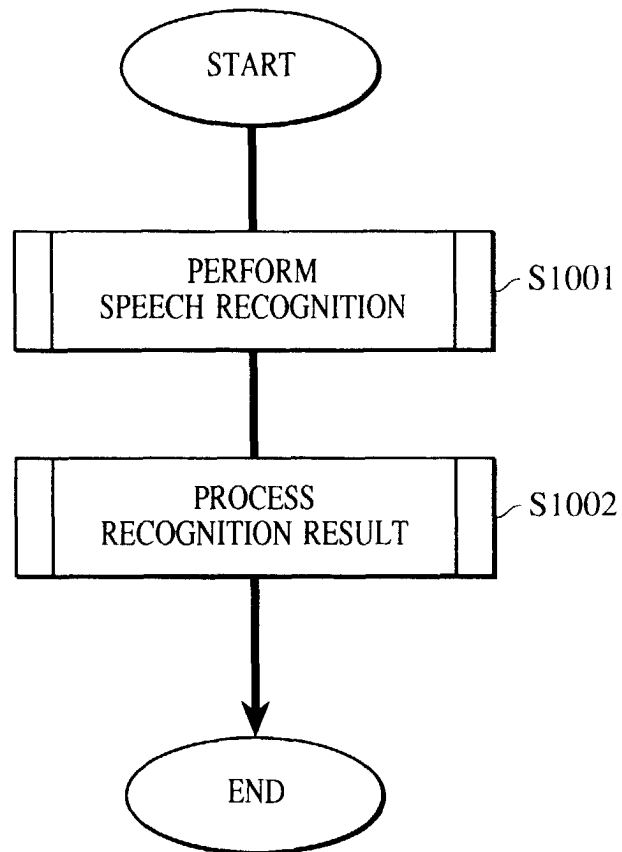 START
PERFORM
SPEECH RECOGNITION
S1001
PROCESS
RECOGNITION RESULT
S1002
END